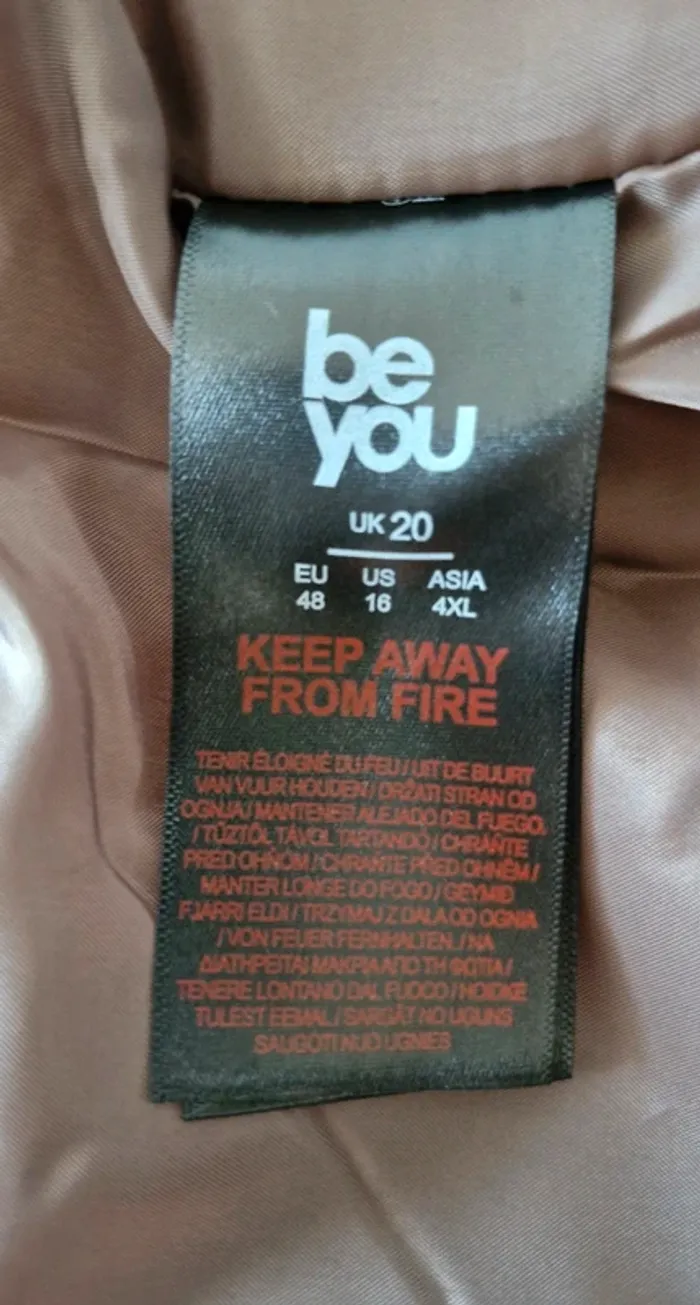 be
you
UK 20
EU US ASIA
48 16 4XL
KEEP AWAY
FROM FIRE
TENIR ÉLOIGNÉ DU FEU / UIT DE BUURT
VAN VUUR HOUDEN / DRŽATI STRAN OD
OGNJA / MANTENER ALEJADO DEL FUEGO.
/ TŰZTŐL TÁVOL TARTANDÓ / CHRÁŇTE
PRED OHŇOM / CHRAŇTE PŘED OHNĚM /
MANTER LONGE DO FOGO / GEYMIÐ
FJARRI ELDI / TRZYMAJ Z DALA OD OGNIA
/ VON FEUER FERNHALTEN. / NA
ΔΙΑΤΗΡΕΙΤΑΙ ΜΑΚΡΙΑ ΑΠΟ ΤΗ ΦΩΤΙΑ /
TENERE LONTANO DAL FUOCO / HOIDKE
TULEST EEMAL / SARGĀT NO UGUNS
SAUGOTI NUO UGNIES